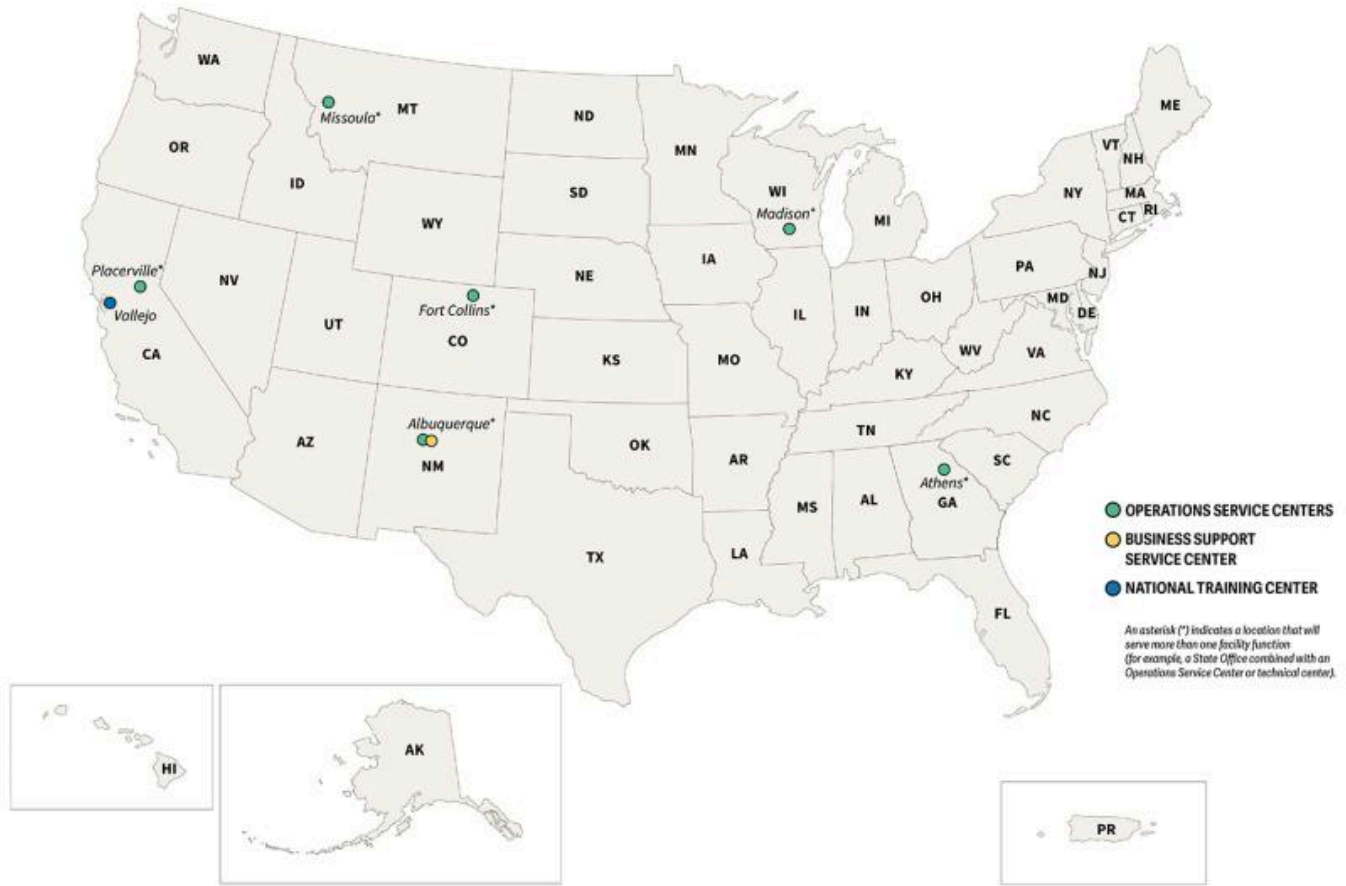 WA
MT
Missoula*
ND
MN
OR
ID
SD
WI
Madison*
MI
ME
VT
NH
NY
MA
CT
RI
WY
IA
NE
Placerville*
Vallejo
CA
NV
UT
Fort Collins*
CO
KS
MO
IL
IN
OH
PA
NJ
MD
DE
WV
VA
KY
NC
TN
SC
AZ
Albuquerque*
NM
OK
AR
MS
AL
Athens*
GA
TX
LA
FL
OPERATIONS SERVICE CENTERS
BUSINESS SUPPORT
SERVICE CENTER
NATIONAL TRAINING CENTER
An asterisk (*) indicates a location that will
serve more than one facility function
(for example, a State Office combined with an
Operations Service Center or technical center).
HI
AK
PR